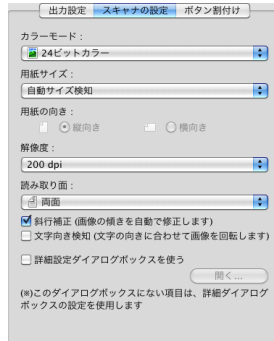 出力設定 スキャナの設定 ボタン割付け
カラーモード：
24ビットカラー
用紙サイズ：
自動サイズ検知
用紙の向き：
縦向き 横向き
解像度：
200 dpi
読み取り面：
両面
斜行補正 (画像の傾きを自動で修正します)
文字向き検知 (文字の向きに合わせて画像を回転します)
詳細設定ダイアログボックスを使う
開く...
(※)このダイアログボックスにない項目は、詳細ダイアログ
ボックスの設定を使用します